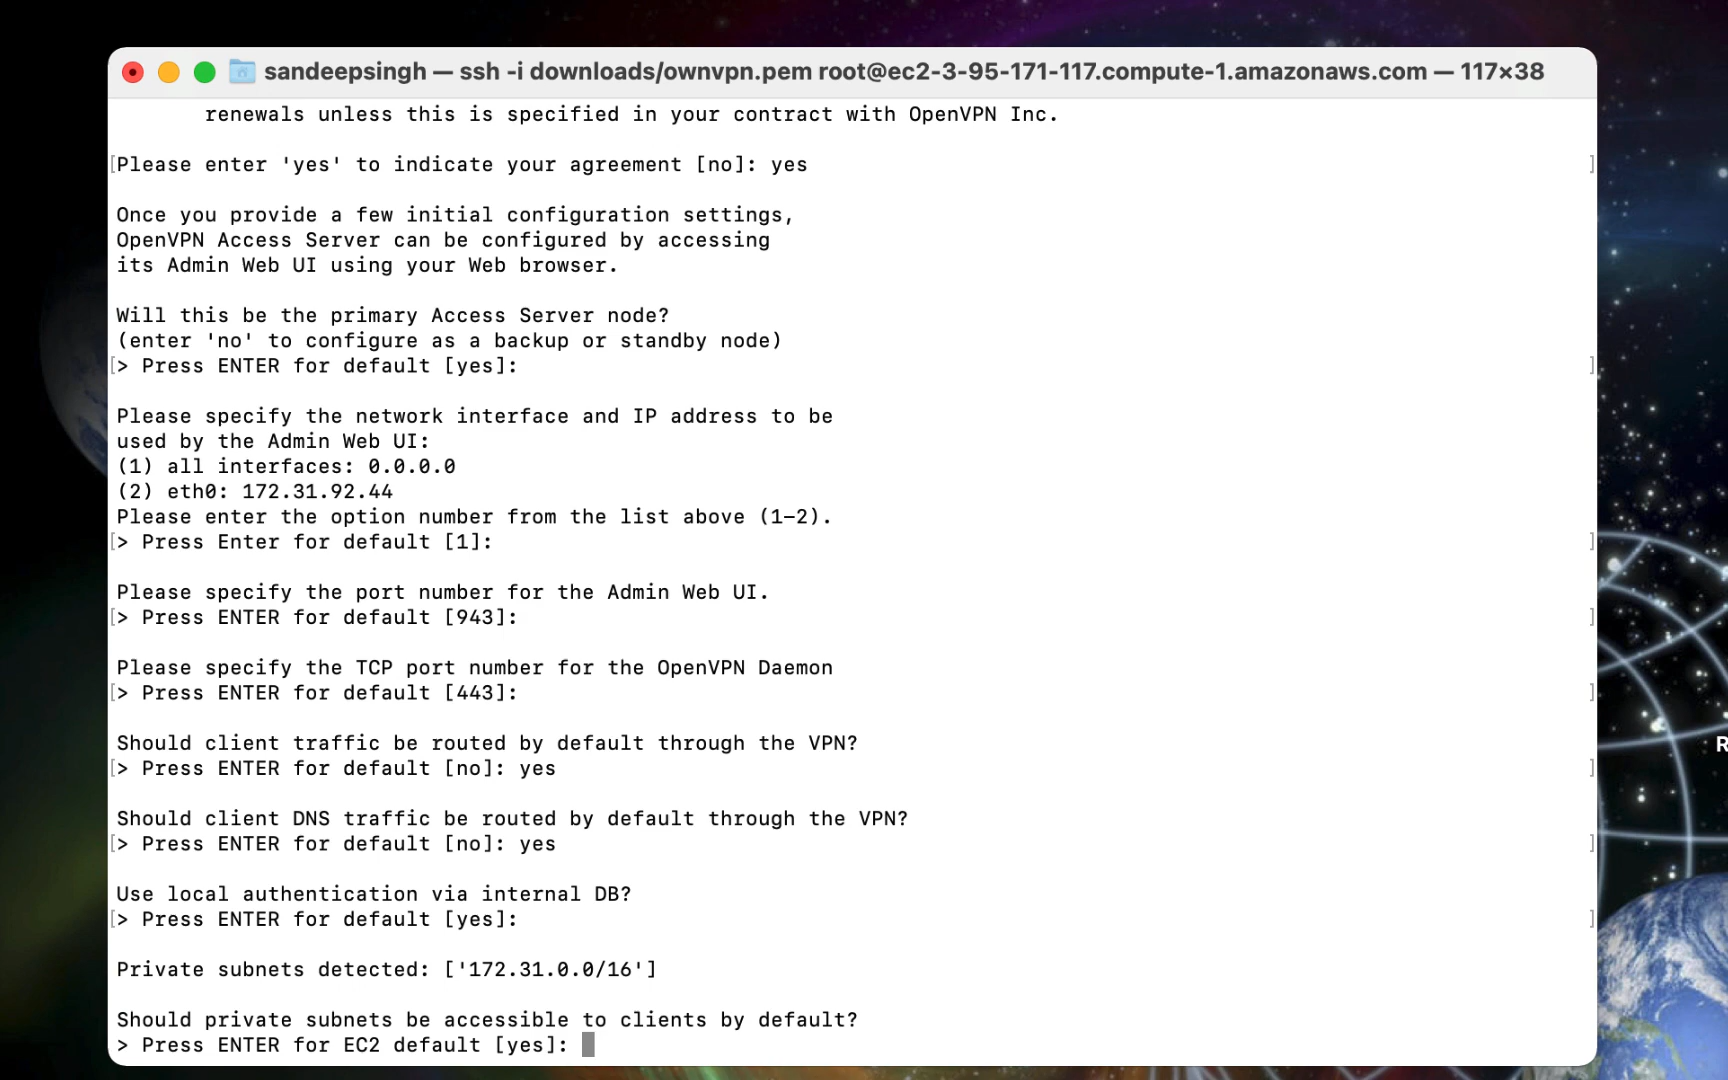 sandeepsingh — ssh -i downloads/ownvpn.pem root@ec2-3-95-171-117.compute-1.amazonaws.com — 117×38
renewals unless this is specified in your contract with OpenVPN Inc.
[Please enter 'yes' to indicate your agreement [no]: yes ]
Once you provide a few initial configuration settings,
OpenVPN Access Server can be configured by accessing
its Admin Web UI using your Web browser.
Will this be the primary Access Server node?
(enter 'no' to configure as a backup or standby node)
[> Press ENTER for default [yes]: ]
Please specify the network interface and IP address to be
used by the Admin Web UI:
(1) all interfaces: 0.0.0.0
(2) eth0: 172.31.92.44
Please enter the option number from the list above (1-2).
[> Press Enter for default [1]: ]
Please specify the port number for the Admin Web UI.
[> Press ENTER for default [943]: ]
Please specify the TCP port number for the OpenVPN Daemon
[> Press ENTER for default [443]: ]
Should client traffic be routed by default through the VPN?
[> Press ENTER for default [no]: yes ]
Should client DNS traffic be routed by default through the VPN?
[> Press ENTER for default [no]: yes ]
Use local authentication via internal DB?
[> Press ENTER for default [yes]: ]
Private subnets detected: ['172.31.0.0/16']
Should private subnets be accessible to clients by default?
> Press ENTER for EC2 default [yes]:
R